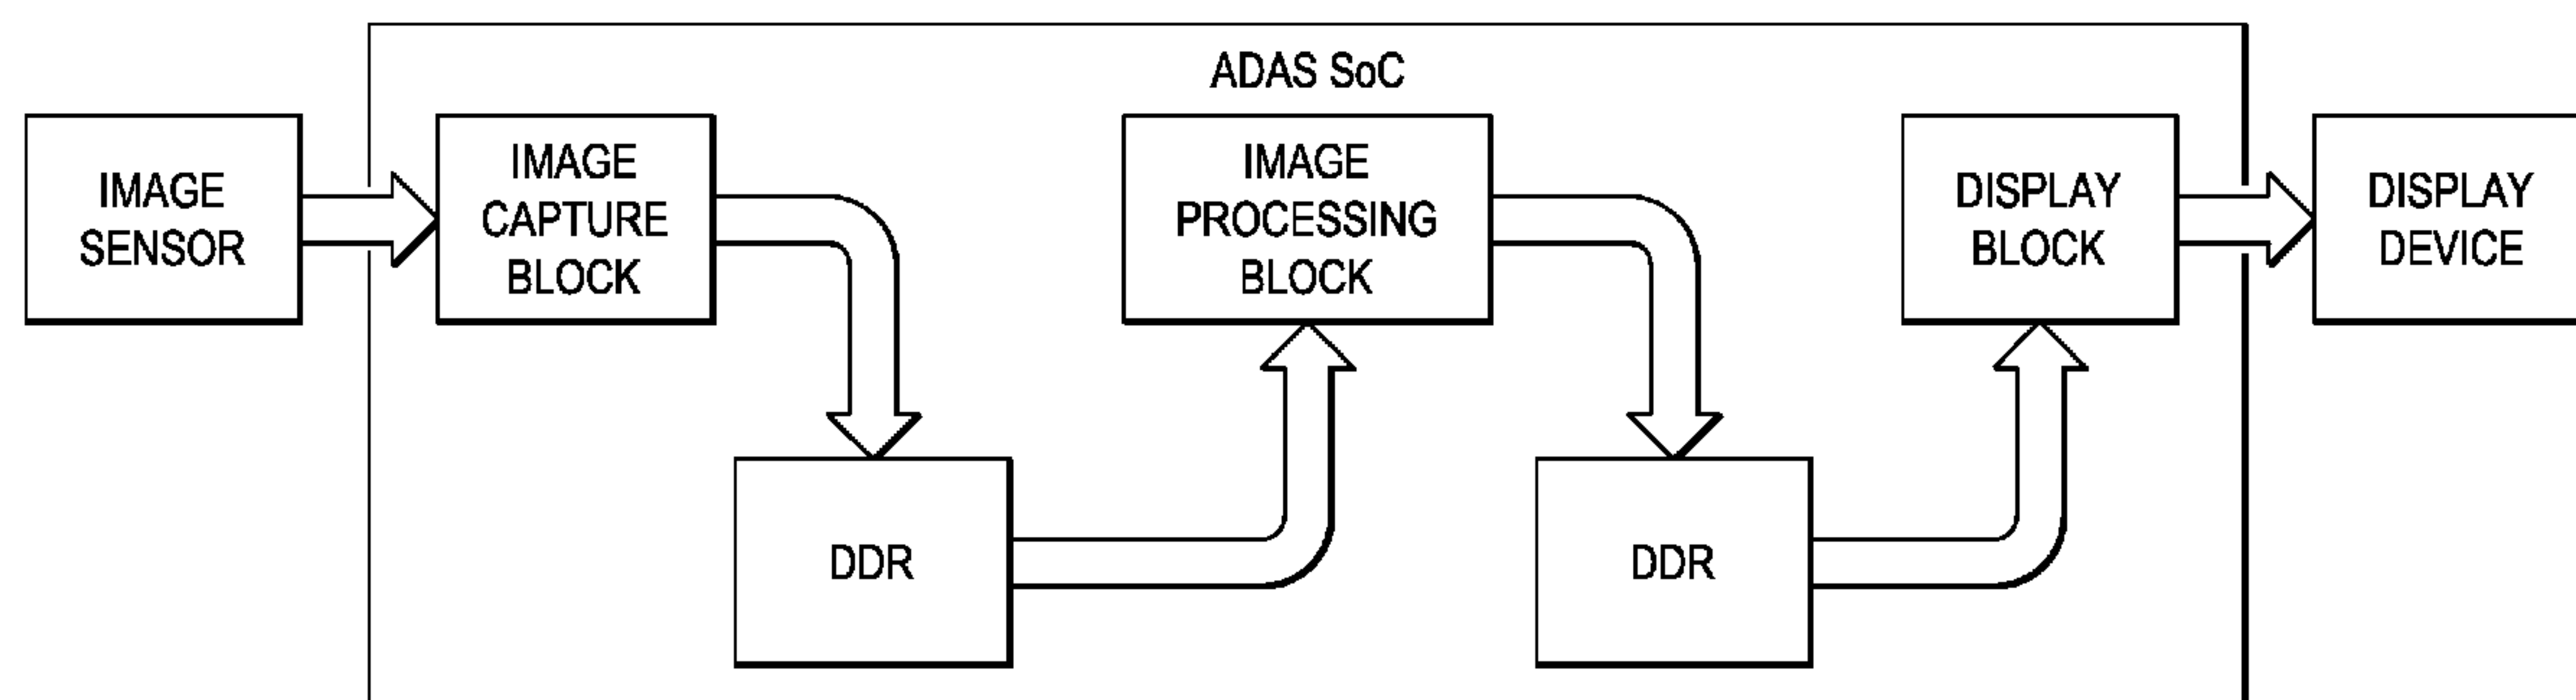 ADAS SoC
IMAGE
SENSOR
IMAGE
CAPTURE
BLOCK
IMAGE
PROCESSING
BLOCK
DISPLAY
BLOCK
DISPLAY
DEVICE
DDR
DDR